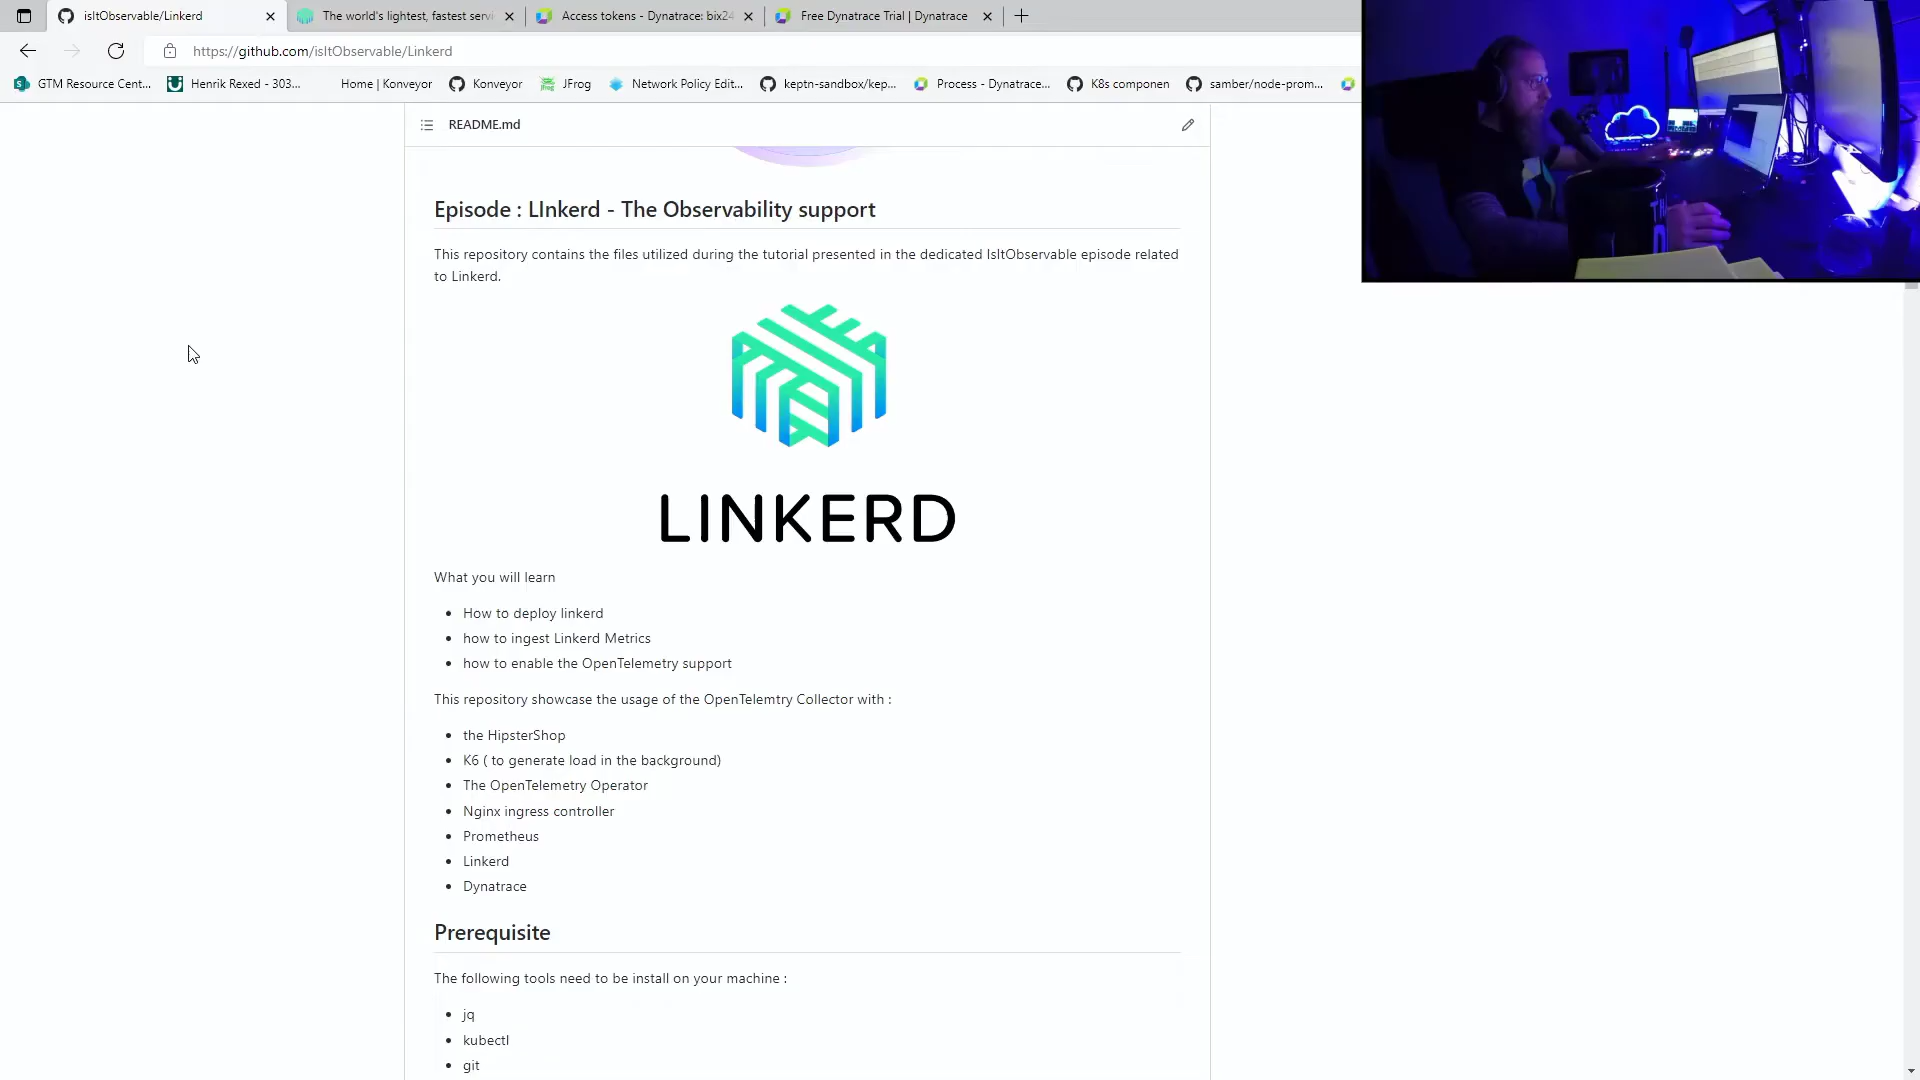 isItObservable/Linkerd
The world's lightest, fastest servi
Access tokens - Dynatrace: bix24
Free Dynatrace Trial | Dynatrace
https://github.com/isItObservable/Linkerd
GTM Resource Cent...
Henrik Rexed - 303...
Home | Konveyor
Konveyor
JFrog
Network Policy Edit...
keptn-sandbox/kep...
Process - Dynatrace...
K8s componen
samber/node-prom...
README.md
Episode : LInkerd - The Observability support
This repository contains the files utilized during the tutorial presented in the dedicated IsItObservable episode related
to Linkerd.
LINKERD
What you will learn
• How to deploy linkerd
• how to ingest Linkerd Metrics
• how to enable the OpenTelemetry support
This repository showcase the usage of the OpenTelemtry Collector with :
• the HipsterShop
• K6 ( to generate load in the background)
• The OpenTelemetry Operator
• Nginx ingress controller
• Prometheus
• Linkerd
• Dynatrace
Prerequisite
The following tools need to be install on your machine :
• jq
• kubectl
• git